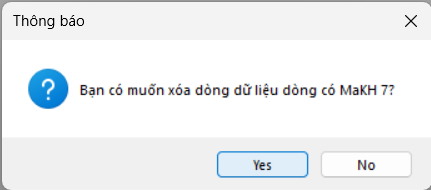 Thông báo
Bạn có muốn xóa dòng dữ liệu dòng có MaKH 7?
Yes
No